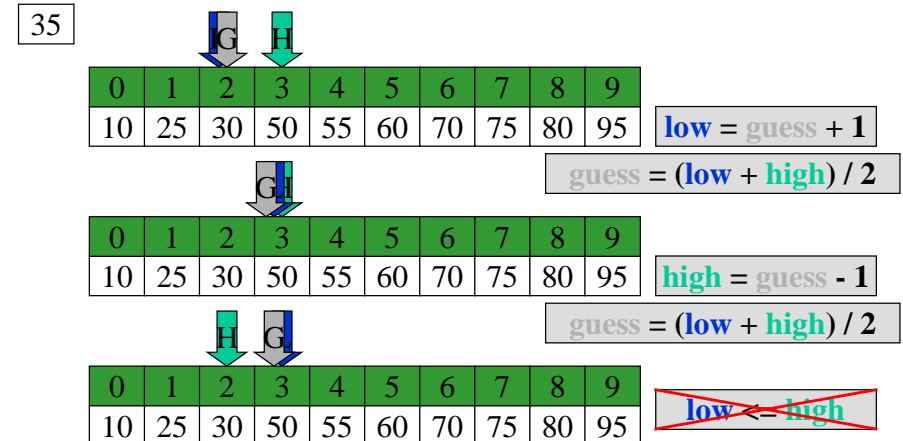 35
G H
0 1 2 3 4 5 6 7 8 9
10 25 30 50 55 60 70 75 80 95
low = guess + 1
guess = (low + high) / 2
G H
0 1 2 3 4 5 6 7 8 9
10 25 30 50 55 60 70 75 80 95
high = guess - 1
guess = (low + high) / 2
H G L
0 1 2 3 4 5 6 7 8 9
10 25 30 50 55 60 70 75 80 95
low <= high